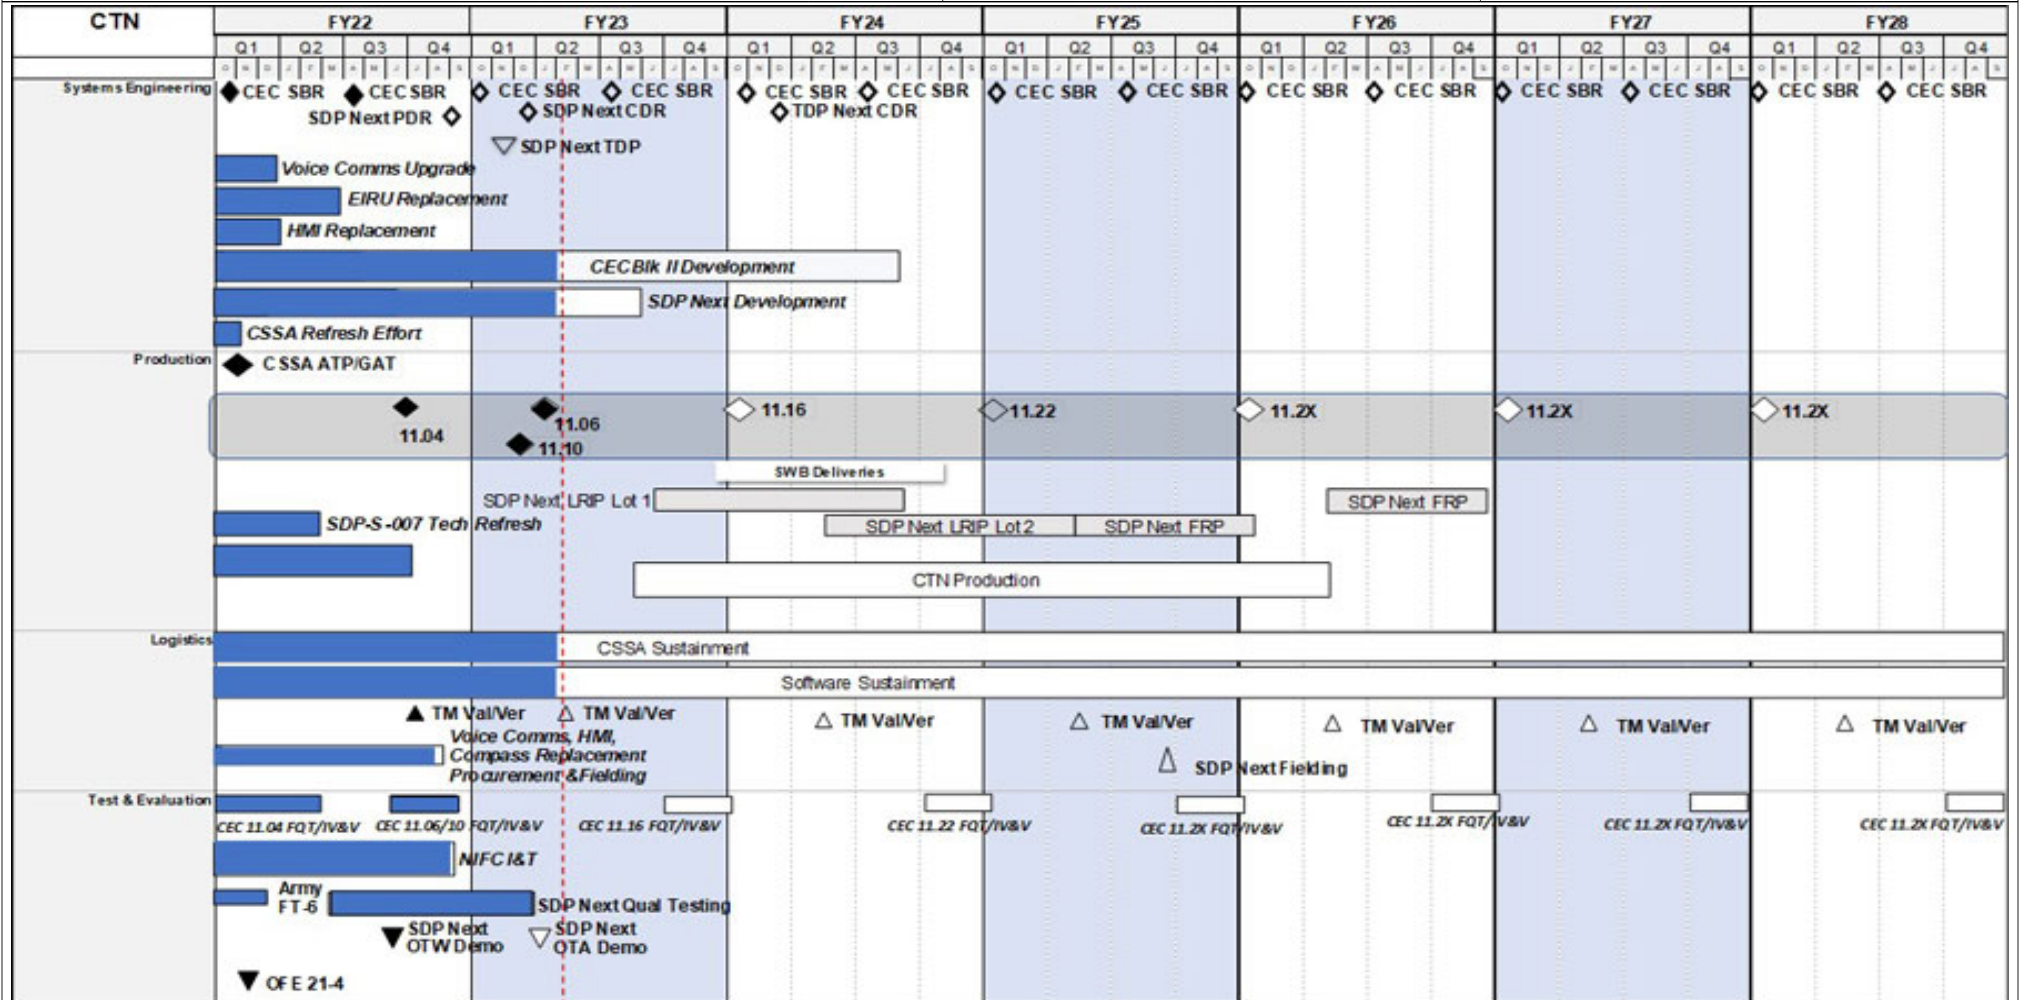 CTN FY22 FY23 FY24 FY25 FY26 FY27 FY28
Q1 Q2 Q3 Q4 Q1 Q2 Q3 Q4 Q1 Q2 Q3 Q4 Q1 Q2 Q3 Q4 Q1 Q2 Q3 Q4 Q1 Q2 Q3 Q4 Q1 Q2 Q3 Q4
Systems Engineering CEC SBR CEC SBR CEC SBR CEC SBR CEC SBR CEC SBR CEC SBR CEC SBR CEC SBR CEC SBR CEC SBR CEC SBR CEC SBR CEC SBR
SDP Next PDR SDP Next CDR TDP Next CDR
SDP Next TDP
Voice Comms Upgrade
EIRU Replacement
HMI Replacement
CEC Blk II Development
SDP Next Development
CSSA Refresh Effort
Production CSSA ATP/GAT
11.04 11.06 11.16 11.22 11.2X 11.2X 11.2X
11.10
SWB Deliveries
SDP Next LRIP Lot 1 SDP Next FRP
SDP-S -007 Tech Refresh SDP Next LRIP Lot 2 SDP Next FRP
CTN Production
Logistics CSSA Sustainment
Software Sustainment
TM Val/Ver TM Val/Ver TM Val/Ver TM Val/Ver TM Val/Ver TM Val/Ver TM Val/Ver
Voice Comms, HMI,
Compass Replacement
Procurement & Fielding
SDP Next Fielding
Test & Evaluation
CEC 11.04 FQT/IV&V CEC 11.06/10 FQT/IV&V CEC 11.16 FQT/IV&V CEC 11.22 FQT/IV&V CEC 11.2X FQT/IV&V CEC 11.2X FQT/IV&V CEC 11.2X FQT/IV&V CEC 11.2X FQT/IV&V
NIFC I&T
Army
FT-6
SDP Next Qual Testing
SDP Next
OTW Demo
SDP Next
OTA Demo
OFE 21-4